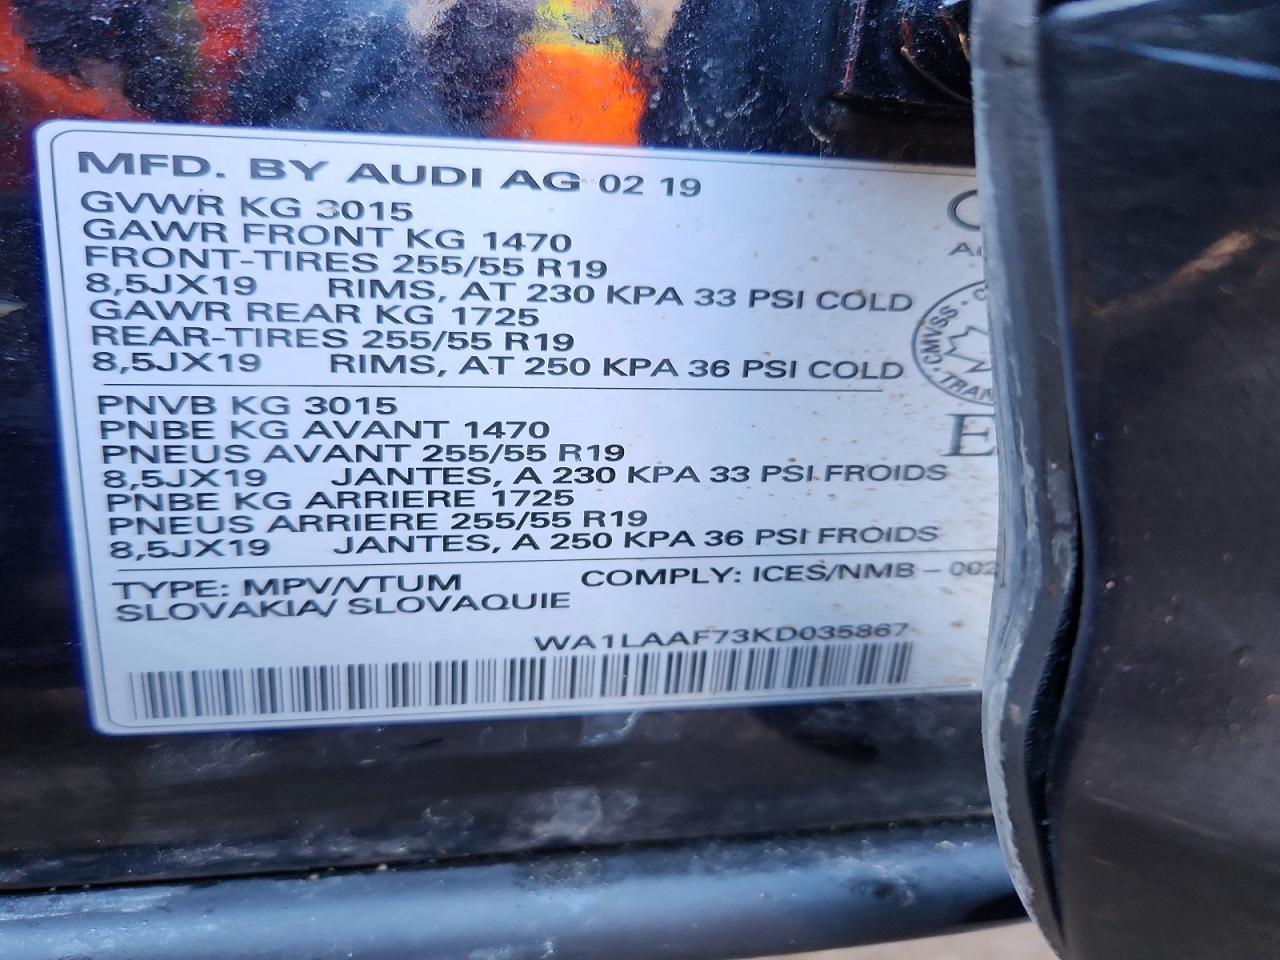 MFD. BY AUDI AG 02 19
GVWR KG 3015
GAWR FRONT KG 1470
FRONT-TIRES 255/55 R19
8,5JX19 RIMS, AT 230 KPA 33 PSI COLD
GAWR REAR KG 1725
REAR-TIRES 255/55 R19
8,5JX19 RIMS, AT 250 KPA 36 PSI COLD
CMVSS
PNVB KG 3015
PNBE KG AVANT 1470
PNEUS AVANT 255/55 R19
8,5JX19 JANTES, A 230 KPA 33 PSI FROIDS
PNBE KG ARRIERE 1725
PNEUS ARRIERE 255/55 R19
8,5JX19 JANTES, A 250 KPA 36 PSI FROIDS
TYPE: MPV/VTUM COMPLY: ICES/NMB - 002
SLOVAKIA/ SLOVAQUIE
WA1LAAF73KD035867